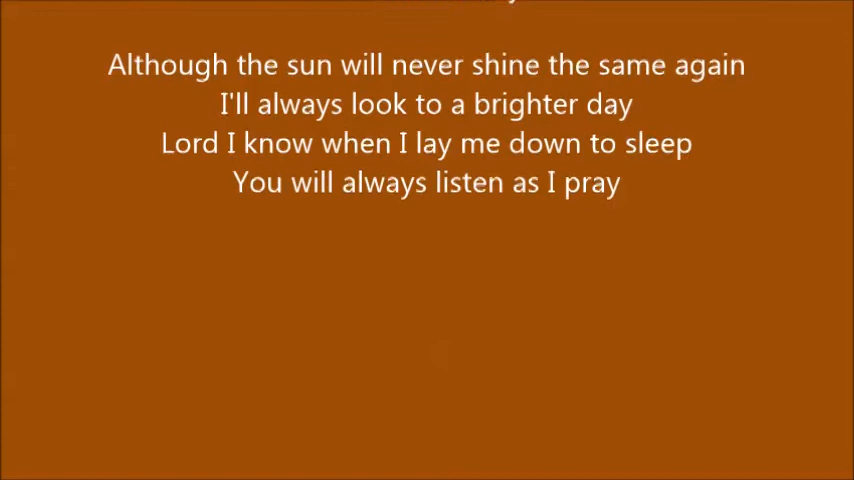 Although the sun will never shine the same again
I'll always look to a brighter day
Lord I know when I lay me down to sleep
You will always listen as I pray